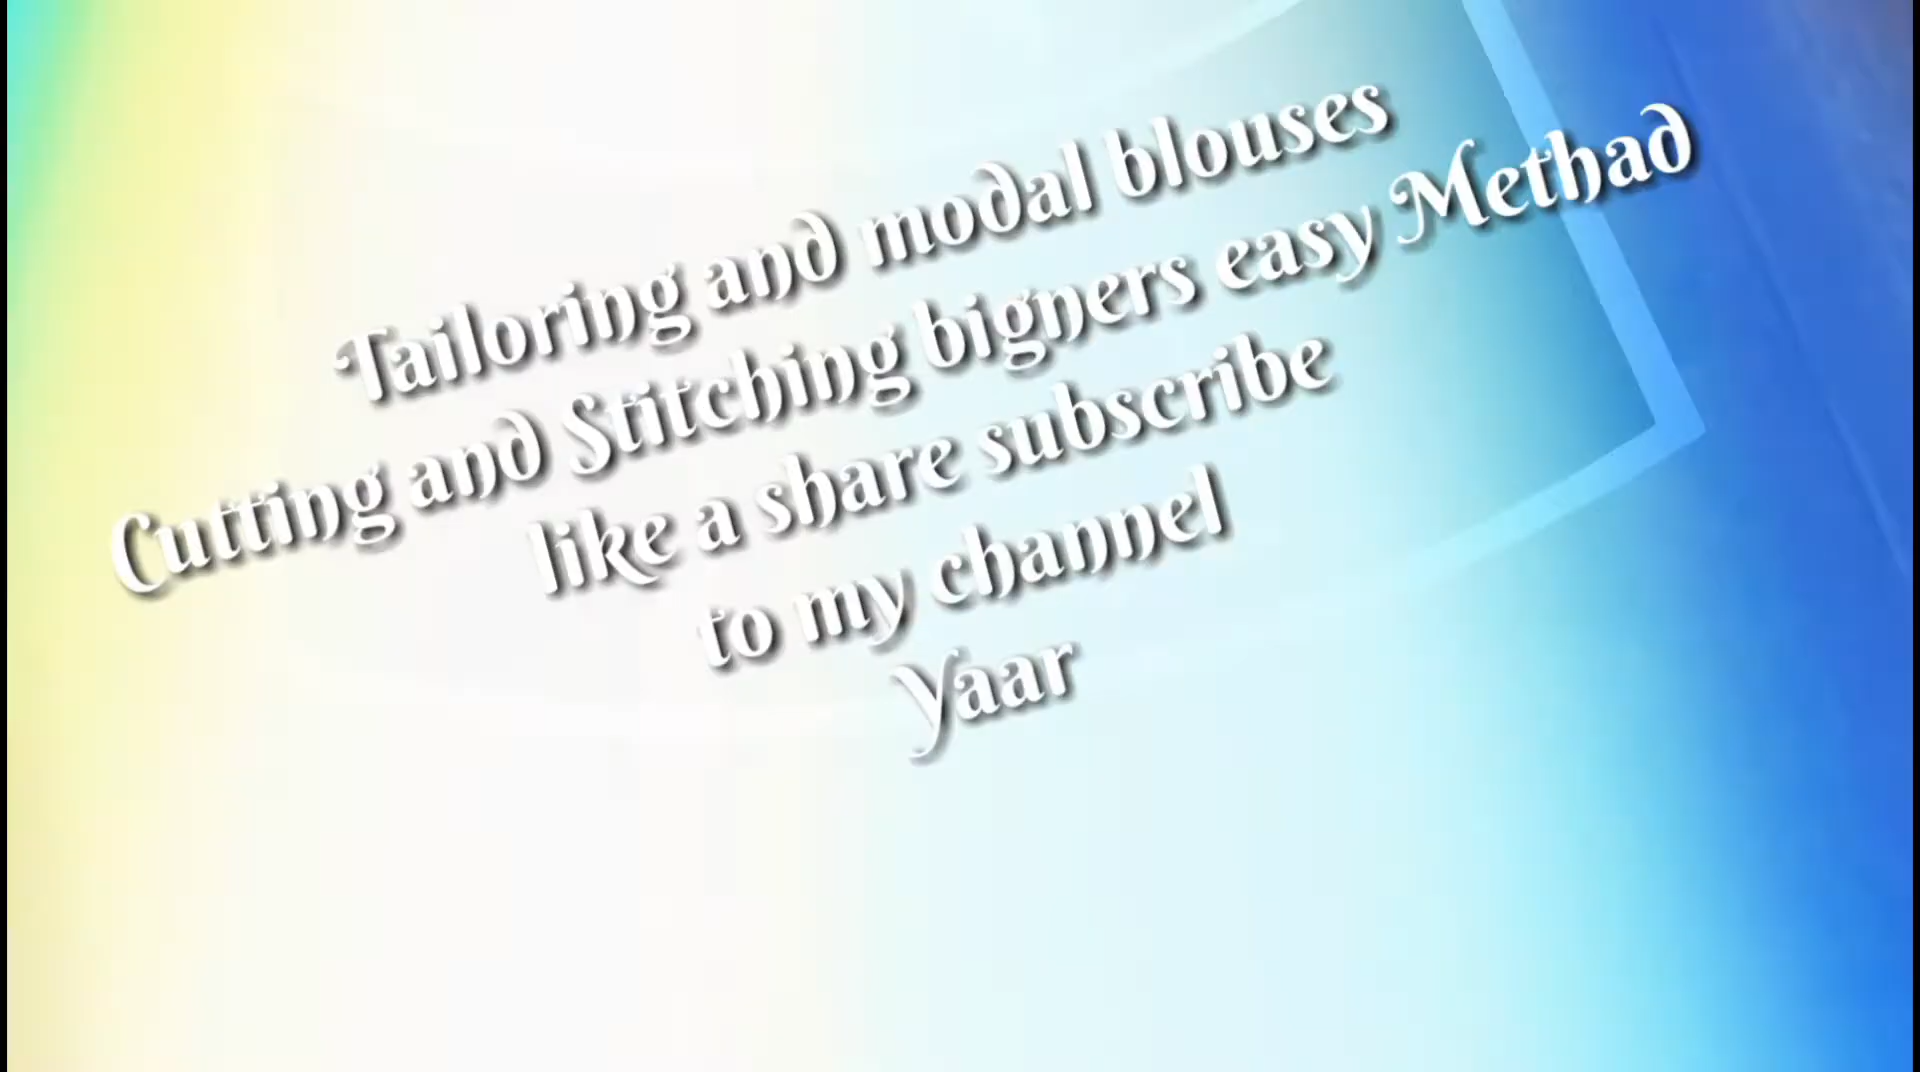 Tailoring and modal blouses
Cutting and Stitching bigners easy Methad
like a share subscribe
to my channel
Yaar